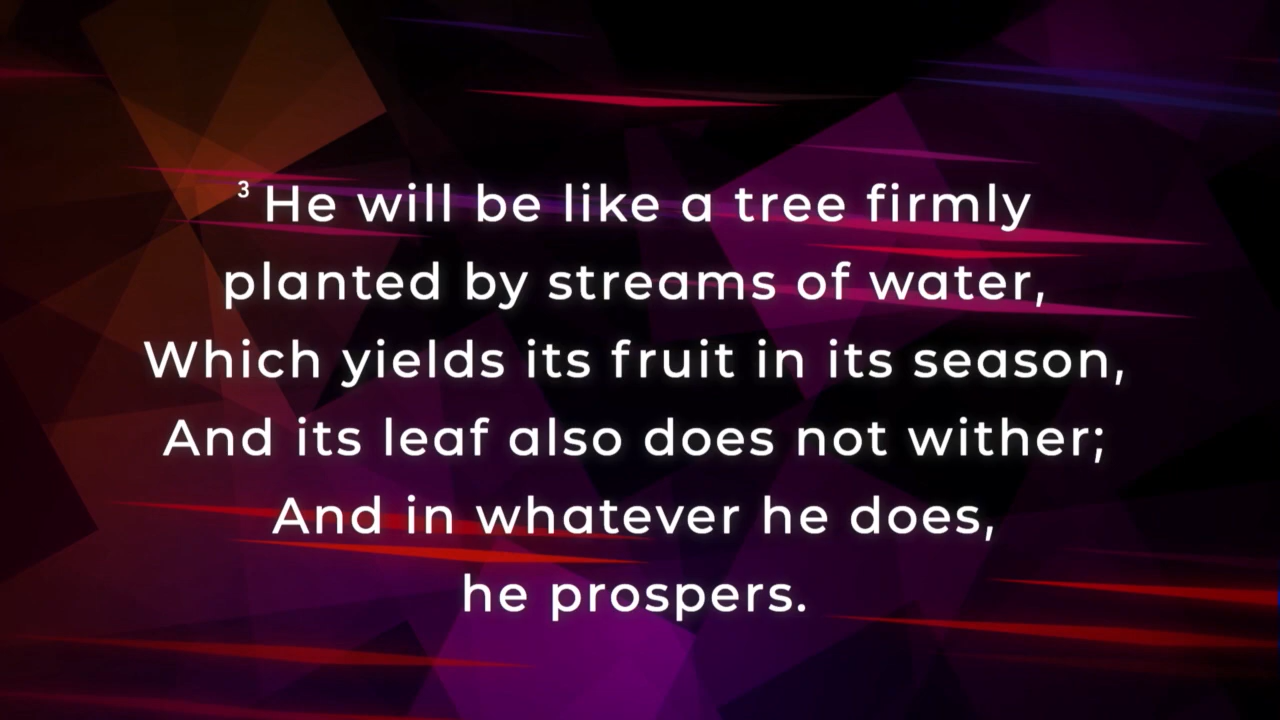 3 He will be like a tree firmly
planted by streams of water,
Which yields its fruit in its season,
And its leaf also does not wither;
And in whatever he does,
he prospers.